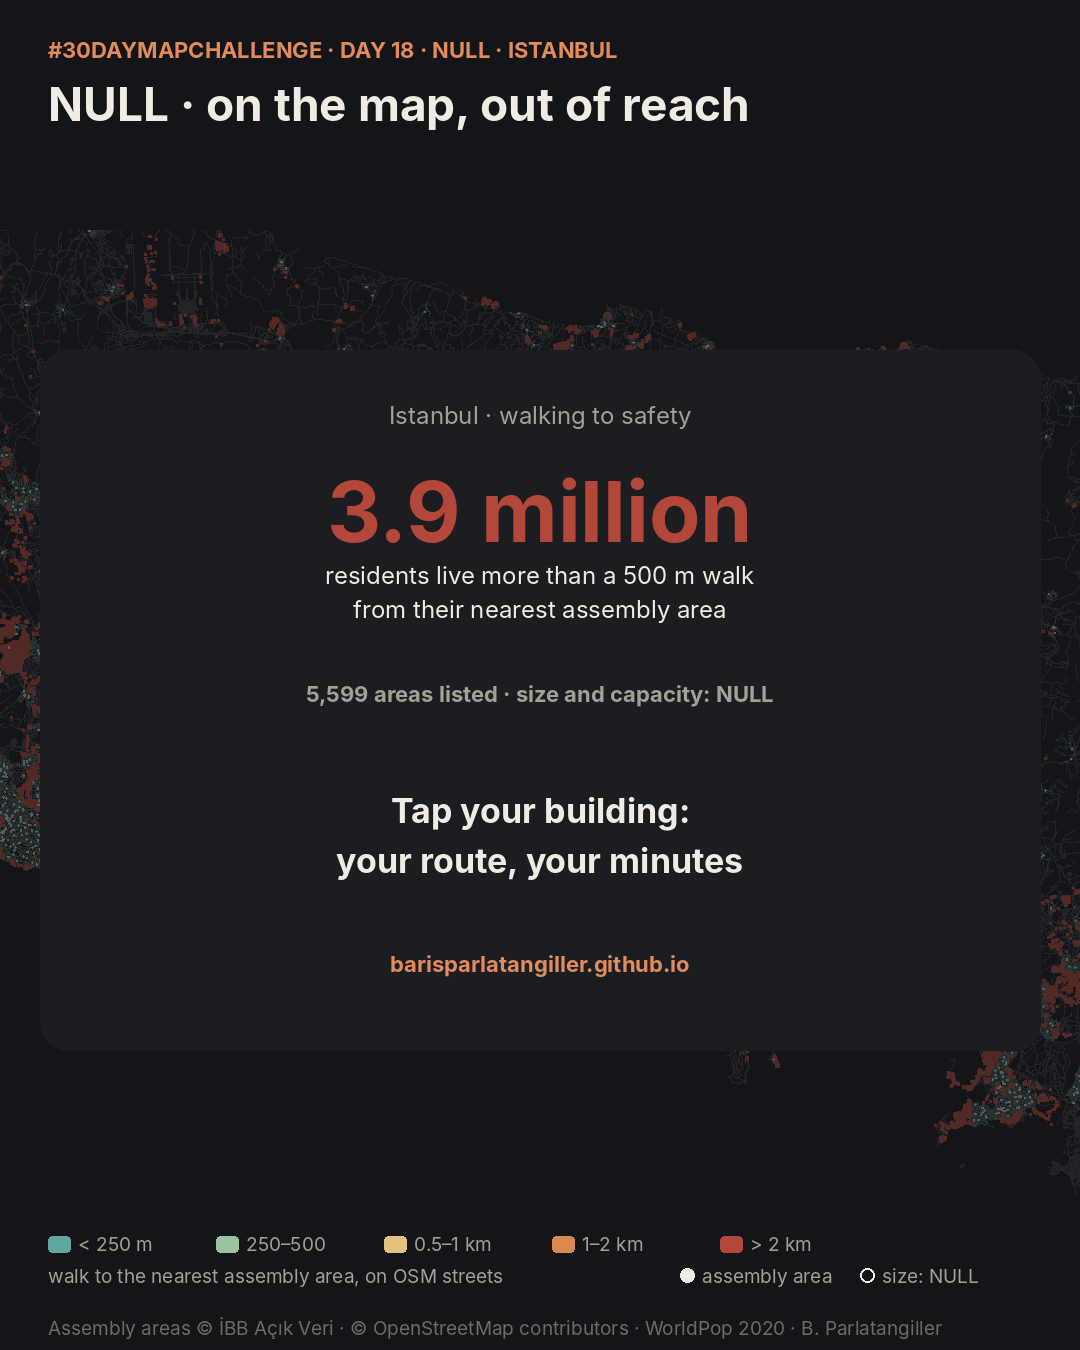 #30DAYMAPCHALLENGE · DAY 18 · NULL · ISTANBUL
NULL · on the map, out of reach
Istanbul · walking to safety
3.9 million
residents live more than a 500 m walk
from their nearest assembly area
5,599 areas listed · size and capacity: NULL
Tap your building:
your route, your minutes
barisparlatangiller.github.io
< 250 m 250–500 0.5–1 km 1–2 km > 2 km
walk to the nearest assembly area, on OSM streets assembly area size: NULL
Assembly areas © İBB Açık Veri · © OpenStreetMap contributors · WorldPop 2020 · B. Parlatangiller